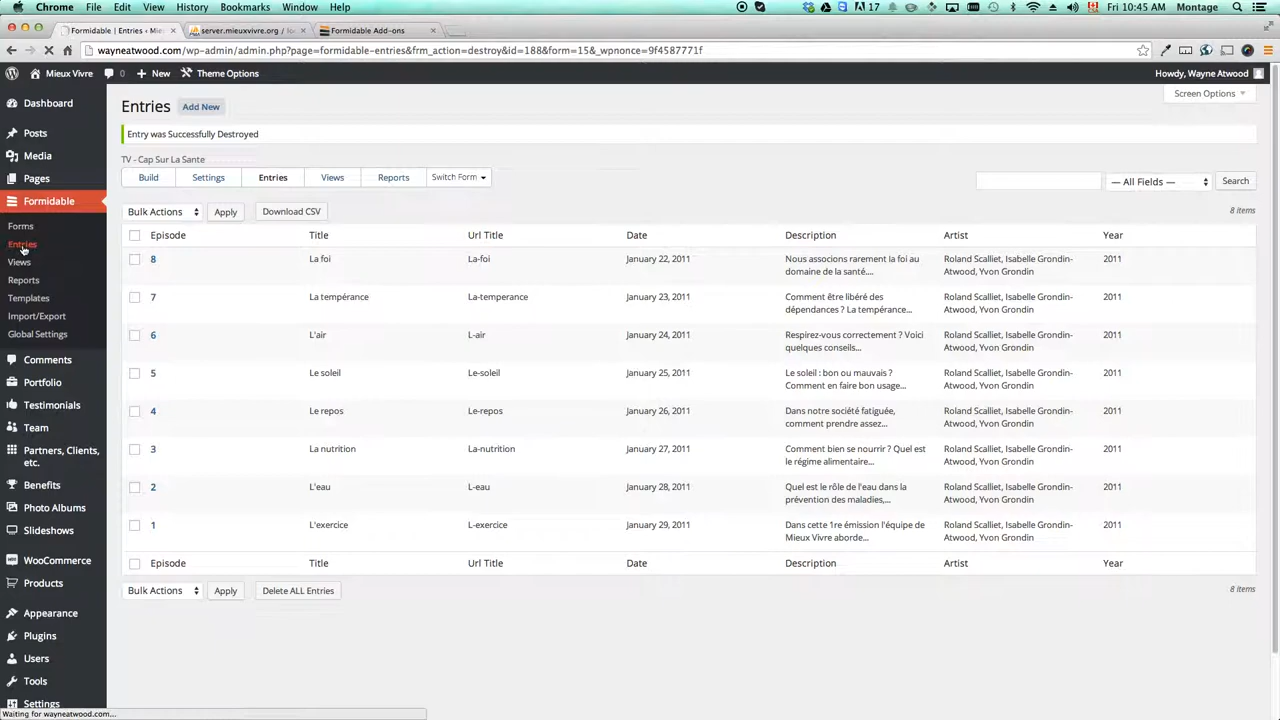 Chrome File Edit View History Bookmarks Window Help 17 Fri 10:45 AM Montage
Formidable | Entries ‹ Mie × server.mieuxvivre.org / lo × Formidable Add-ons ×
wayneatwood.com/wp-admin/admin.php?page=formidable-entries&frm_action=destroy&id=188&form=15&_wpnonce=9f4587771f
Mieux Vivre 0 New Theme Options Howdy, Wayne Atwood
Screen Options
Dashboard
Posts
Media
Pages
Formidable
Forms
Entries
Views
Reports
Templates
Import/Export
Global Settings
Comments
Portfolio
Testimonials
Team
Partners, Clients,
etc.
Benefits
Photo Albums
Slideshows
WooCommerce
Products
Appearance
Plugins
Users
Tools
Settings
Entries Add New
Entry was Successfully Destroyed
TV - Cap Sur La Sante
Build Settings Entries Views Reports Switch Form
— All Fields — Search
Bulk Actions Apply Download CSV 8 items
Episode Title Url Title Date Description Artist Year
8 La foi La-foi January 22, 2011 Nous associons rarement la foi au Roland Scalliet, Isabelle Grondin- 2011
domaine de la santé.... Atwood, Yvon Grondin
7 La tempérance La-temperance January 23, 2011 Comment être libéré des Roland Scalliet, Isabelle Grondin- 2011
dépendances ? La tempérance... Atwood, Yvon Grondin
6 L'air L-air January 24, 2011 Respirez-vous correctement ? Voici Roland Scalliet, Isabelle Grondin- 2011
quelques conseils... Atwood, Yvon Grondin
5 Le soleil Le-soleil January 25, 2011 Le soleil : bon ou mauvais ? Roland Scalliet, Isabelle Grondin- 2011
Comment en faire bon usage... Atwood, Yvon Grondin
4 Le repos Le-repos January 26, 2011 Dans notre société fatiguée, Roland Scalliet, Isabelle Grondin- 2011
comment prendre assez... Atwood, Yvon Grondin
3 La nutrition La-nutrition January 27, 2011 Comment bien se nourrir ? Quel est Roland Scalliet, Isabelle Grondin- 2011
le régime alimentaire... Atwood, Yvon Grondin
2 L'eau L-eau January 28, 2011 Quel est le rôle de l'eau dans la Roland Scalliet, Isabelle Grondin- 2011
prévention des maladies,... Atwood, Yvon Grondin
1 L'exercice L-exercice January 29, 2011 Dans cette 1re émission l'équipe de Roland Scalliet, Isabelle Grondin- 2011
Mieux Vivre aborde... Atwood, Yvon Grondin
Episode Title Url Title Date Description Artist Year
Bulk Actions Apply Delete ALL Entries 8 items
Waiting for wayneatwood.com...